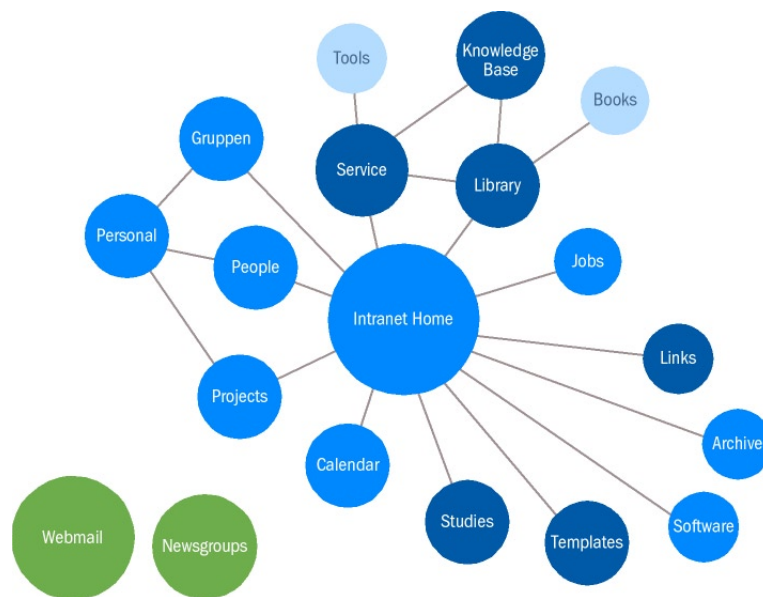 Tools
Knowledge
Base
Books
Gruppen
Service
Library
Personal
People
Jobs
Intranet Home
Links
Projects
Archive
Calendar
Studies
Software
Templates
Webmail
Newsgroups